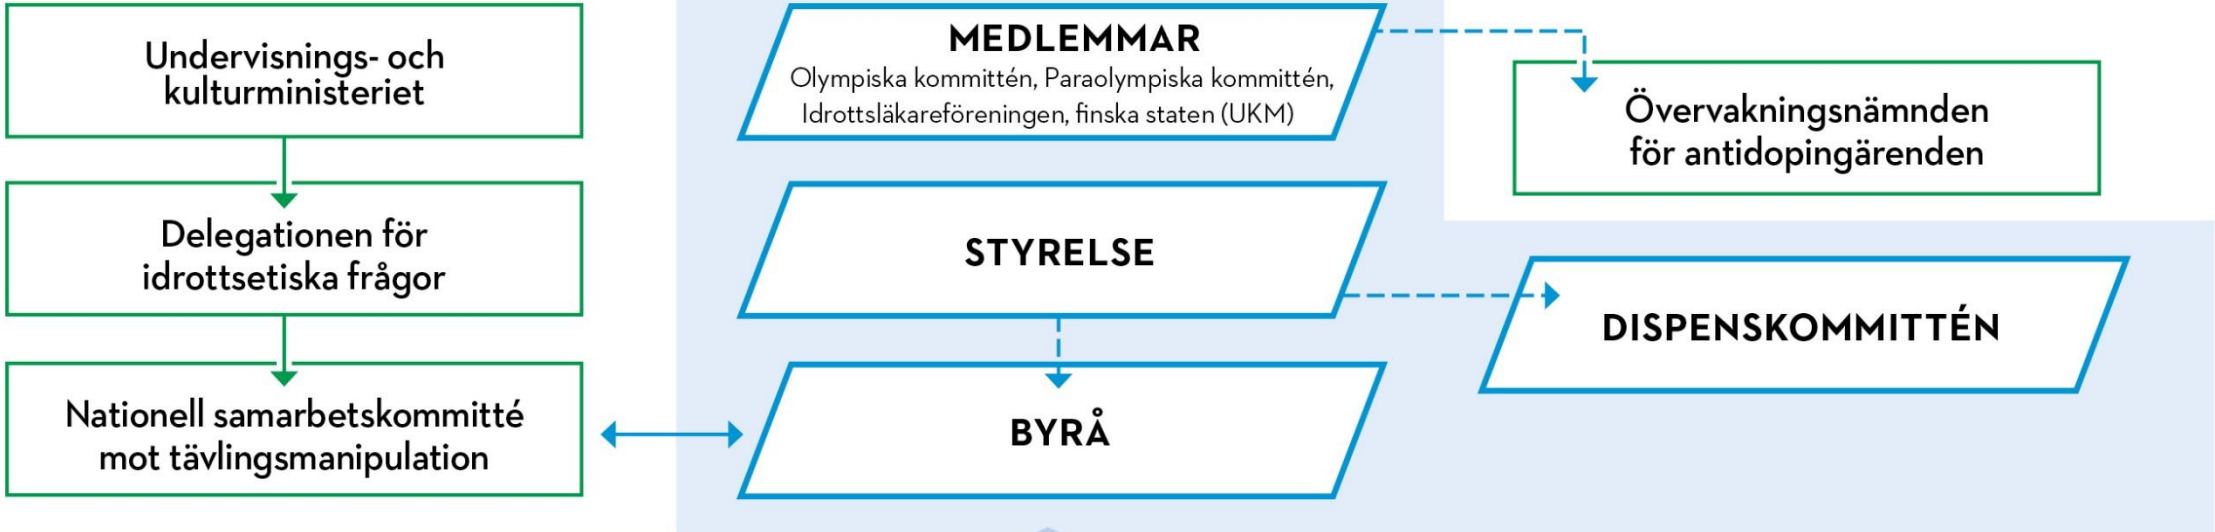 Undervisnings- och
kulturministeriet
Delegationen för
idrottsetiska frågor
Nationell samarbetskommitté
mot tävlingsmanipulation
MEDLEMMAR
Olympiska kommittén, Paraolympiska kommittén,
Idrottsläkareföreningen, finska staten (UKM)
STYRELSE
BYRÅ
Övervakningsnämnden
för antidopingärenden
DISPENSKOMMITTÉN